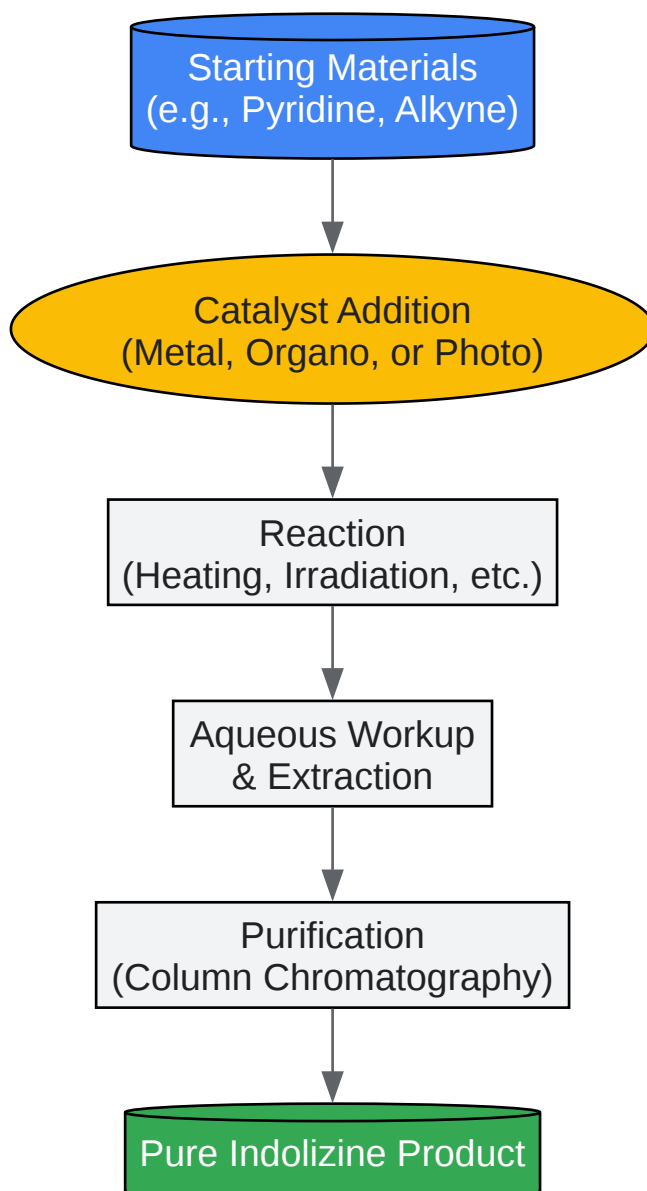 Starting Materials
(e.g., Pyridine, Alkyne)
Catalyst Addition
(Metal, Organo, or Photo)
Reaction
(Heating, Irradiation, etc.)
Aqueous Workup
& Extraction
Purification
(Column Chromatography)
Pure Indolizine Product